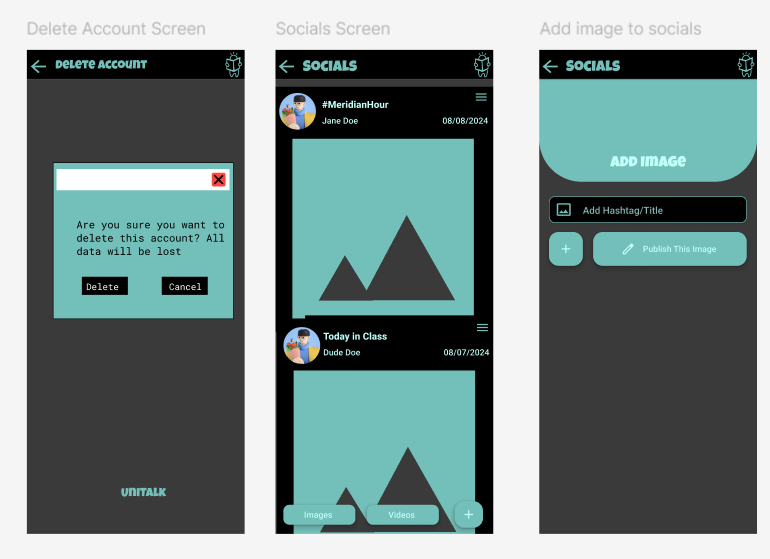 Delete Account Screen
DELETE ACCOUNT
Are you sure you want to
delete this account? All
data will be lost
Delete
Cancel
UNITALK
Socials Screen
SOCIALS
#MeridianHour
Jane Doe
08/08/2024
Today in Class
Dude Doe
08/07/2024
Images
Videos
+
Add image to socials
SOCIALS
ADD IMAGE
Add Hashtag/Title
+
Publish This Image